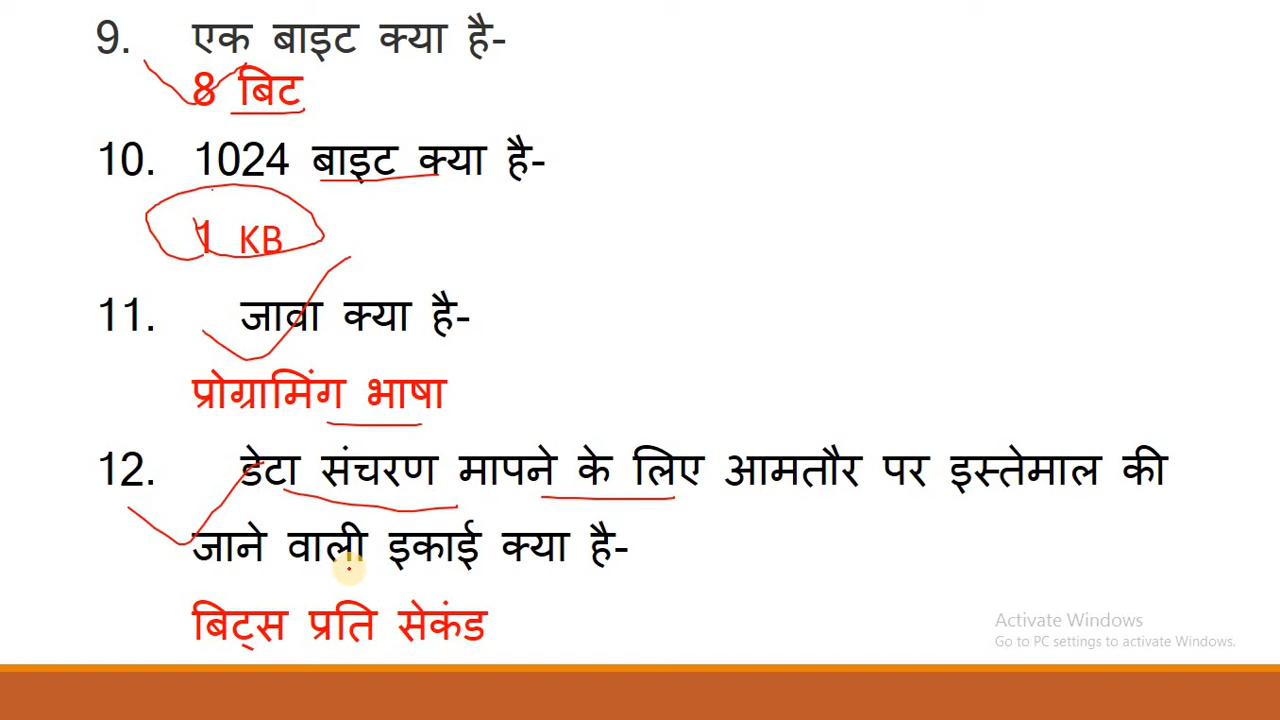 9. एक बाइट क्या है-
8 बिट
10. 1024 बाइट क्या है-
1 KB
11. जावा क्या है-
प्रोग्रामिंग भाषा
12. डेटा संचरण मापने के लिए आमतौर पर इस्तेमाल की
जाने वाली इकाई क्या है-
बिट्स प्रति सेकंड
Activate Windows
Go to PC settings to activate Windows.